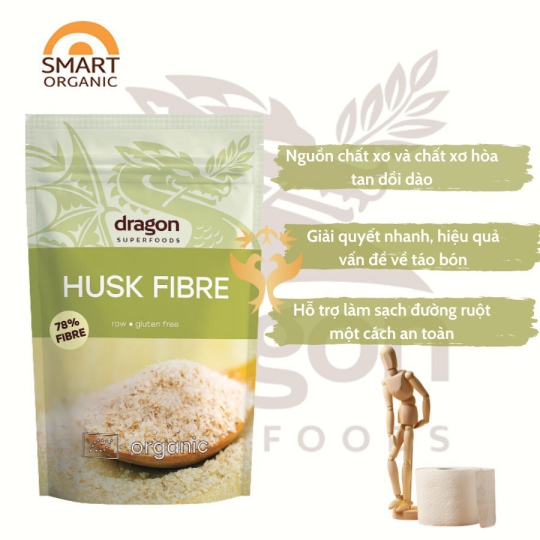 SMART
ORGANIC
dragon
SUPERFOODS
HUSK FIBRE
raw • gluten free
78%
FIBRE
organic
Nguồn chất xơ và chất xơ hòa
tan dồi dào
Giải quyết nhanh, hiệu quả
vấn đề về táo bón
Hỗ trợ làm sạch đường ruột
một cách an toàn